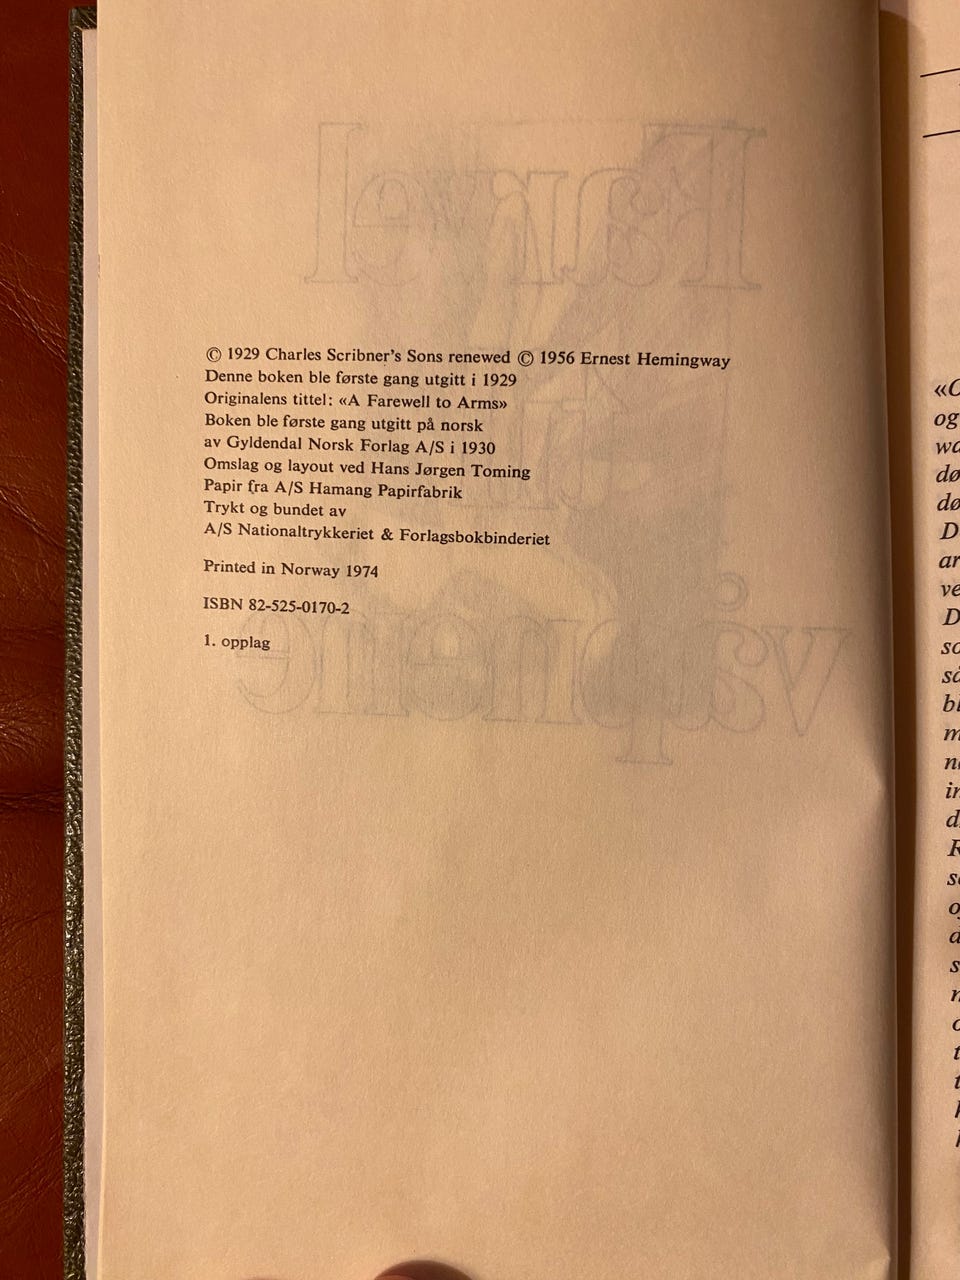 © 1929 Charles Scribner's Sons renewed © 1956 Ernest Hemingway
Denne boken ble første gang utgitt i 1929
Originalens tittel: «A Farewell to Arms»
Boken ble første gang utgitt på norsk
av Gyldendal Norsk Forlag A/S i 1930
Omslag og layout ved Hans Jørgen Toming
Papir fra A/S Hamang Papirfabrik
Trykt og bundet av
A/S Nationaltrykkeriet & Forlagsbokbinderiet
Printed in Norway 1974
ISBN 82-525-0170-2
1. opplag